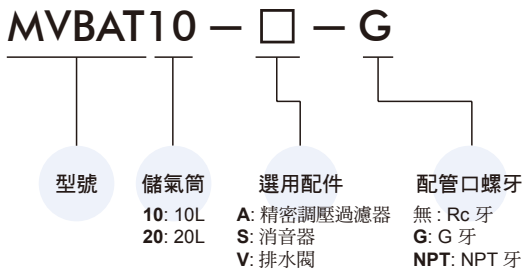 MVBAT10 — □ — G
型號
儲氣筒
10: 10L
20: 20L
選用配件
A: 精密調壓過濾器
S: 消音器
V: 排水閥
配管口螺牙
無 : Rc 牙
G: G 牙
NPT: NPT 牙